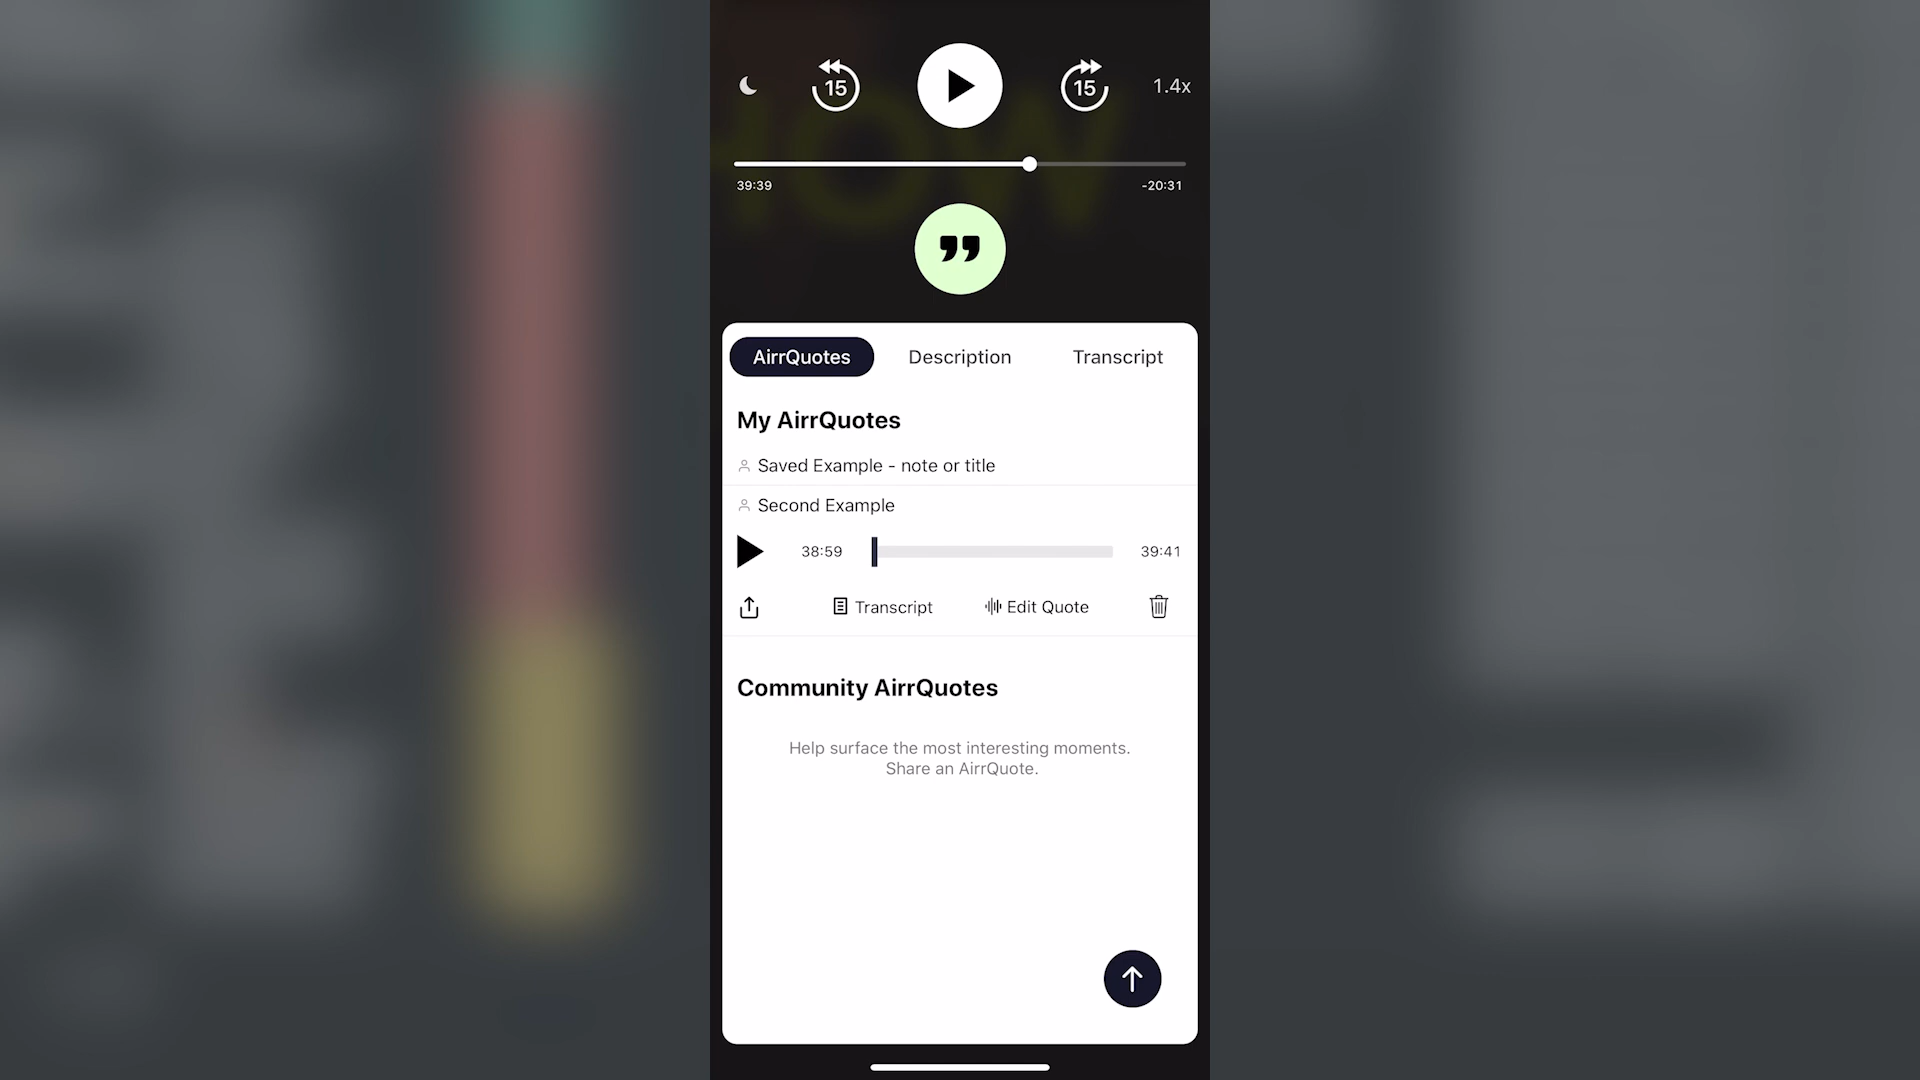 15
15
1.4x
39:39
-20:31
AirrQuotes
Description
Transcript
My AirrQuotes
Saved Example - note or title
Second Example
38:59
39:41
Transcript
Edit Quote
Community AirrQuotes
Help surface the most interesting moments.
Share an AirrQuote.